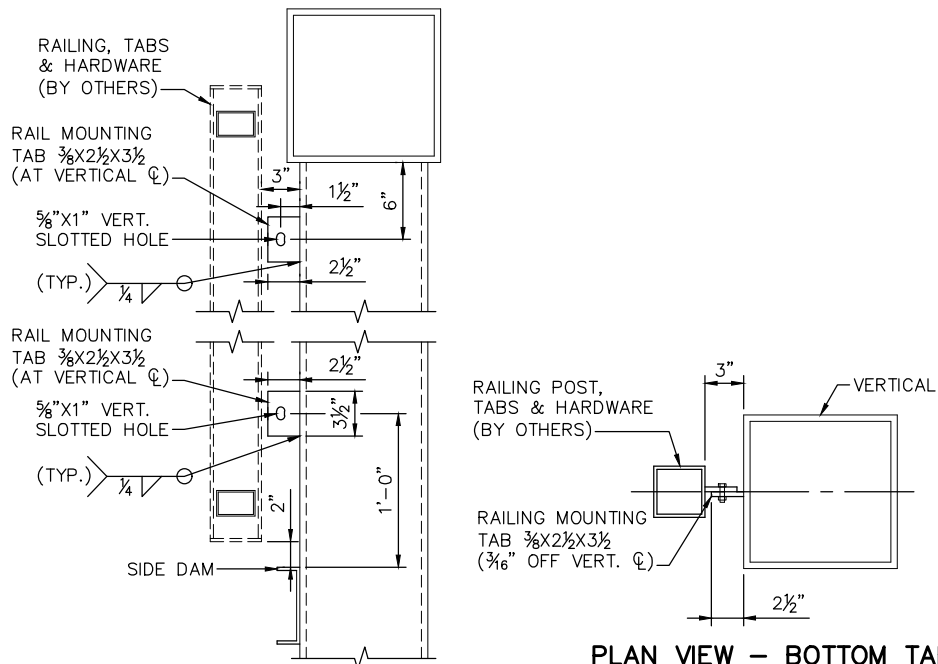 RAILING, TABS
& HARDWARE
(BY OTHERS)
RAIL MOUNTING
TAB ⅜X2½X3½
(AT VERTICAL ℄)
3"
1½"
6"
⅝"X1" VERT.
SLOTTED HOLE
(TYP.)
¼
2½"
RAIL MOUNTING
TAB ⅜X2½X3½
(AT VERTICAL ℄)
2½"
⅝"X1" VERT.
SLOTTED HOLE
3½"
(TYP.)
¼
1'-0"
2"
SIDE DAM
3"
VERTICAL
RAILING POST,
TABS & HARDWARE
(BY OTHERS)
RAILING MOUNTING
TAB ⅜X2½X3½
(3⁄16" OFF VERT. ℄)
2½"
PLAN VIEW – BOTTOM